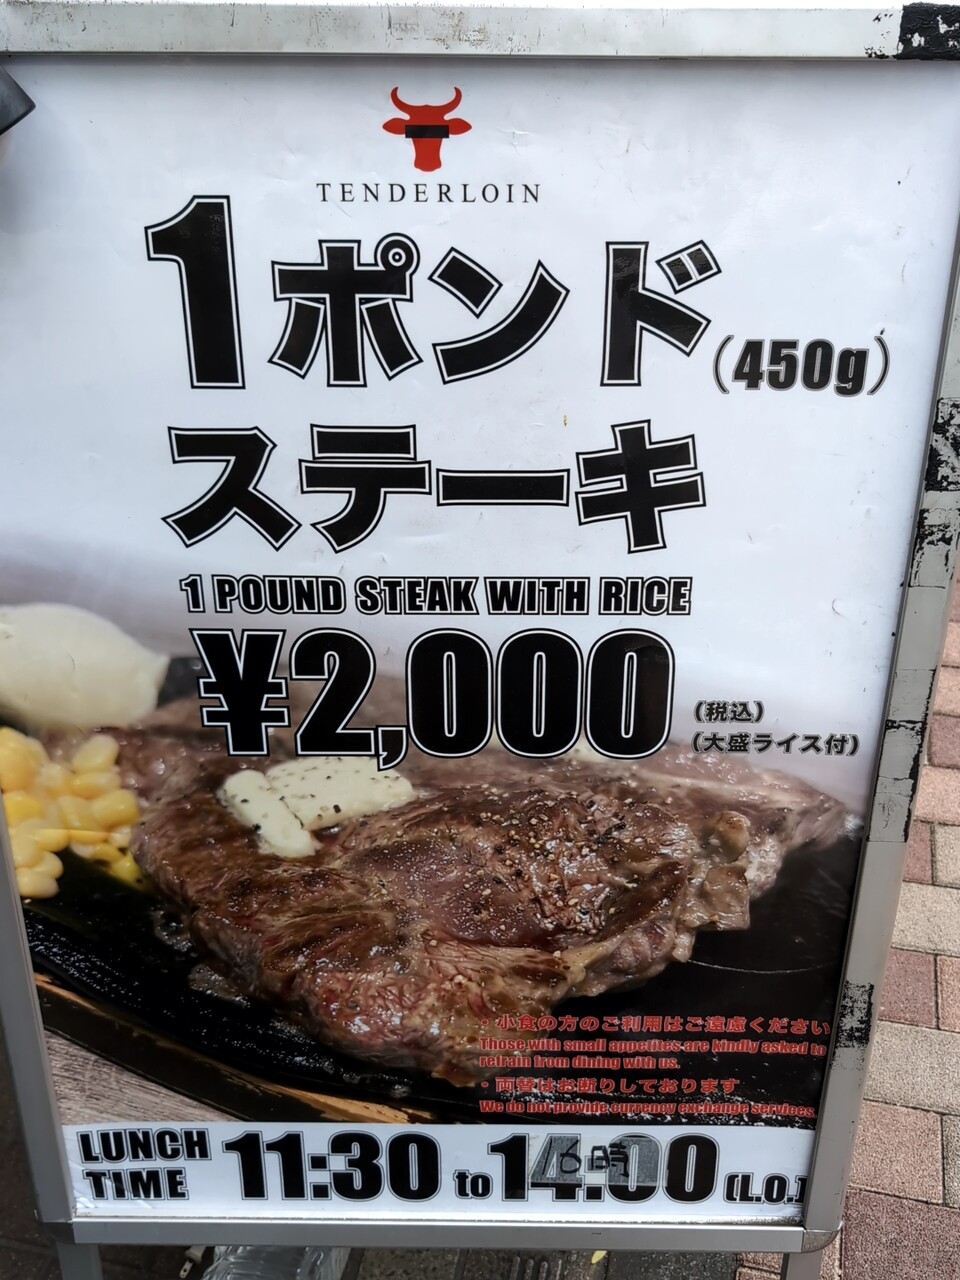 TENDERLOIN
1ポンド(450g)
ステーキ
1 POUND STEAK WITH RICE
¥2,000
(税込)
(大盛ライス付)
・小食の方のご利用はご遠慮ください
Those with small appetites are kindly asked to
refrain from dining with us.
・両替はお断りしております
We do not provide currency exchange services.
LUNCH TIME 11:30 to 14:00 (L.O.)
16時